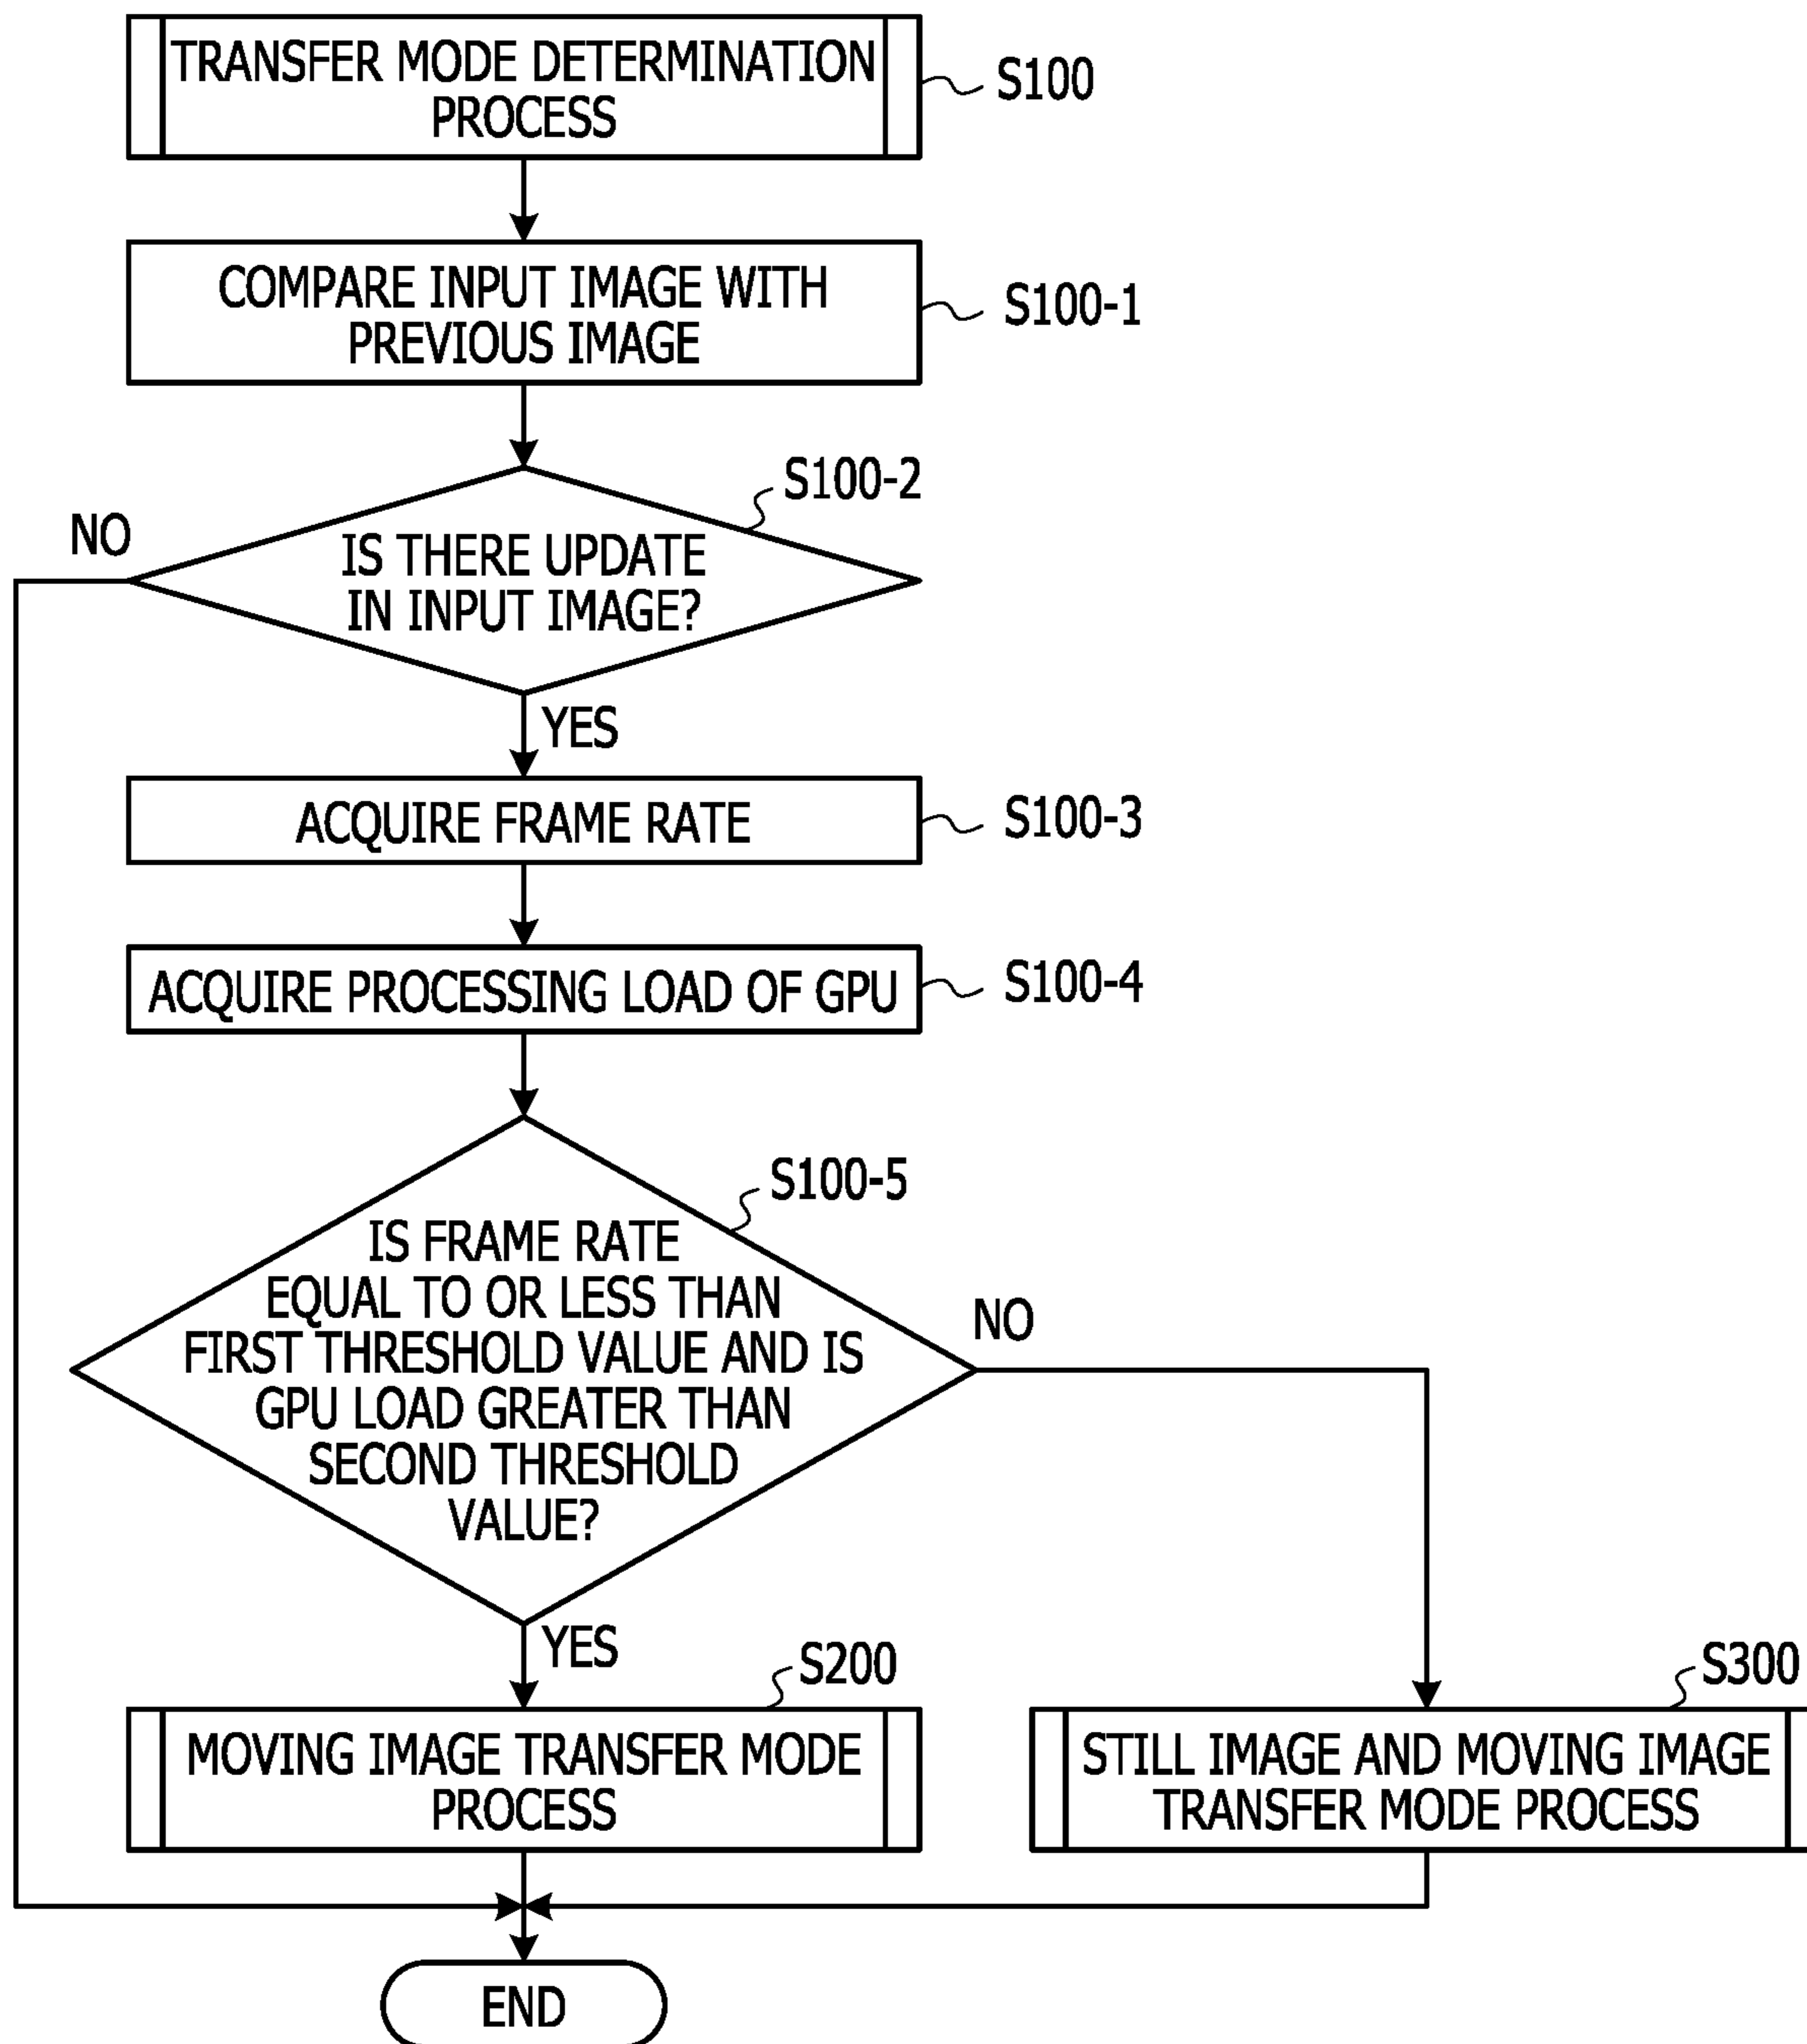 TRANSFER MODE DETERMINATION
PROCESS
S100
COMPARE INPUT IMAGE WITH
PREVIOUS IMAGE
S100-1
S100-2
NO
IS THERE UPDATE
IN INPUT IMAGE?
YES
ACQUIRE FRAME RATE
S100-3
ACQUIRE PROCESSING LOAD OF GPU
S100-4
S100-5
IS FRAME RATE
EQUAL TO OR LESS THAN
FIRST THRESHOLD VALUE AND IS
GPU LOAD GREATER THAN
SECOND THRESHOLD
VALUE?
NO
YES
S200
MOVING IMAGE TRANSFER MODE
PROCESS
S300
STILL IMAGE AND MOVING IMAGE
TRANSFER MODE PROCESS
END